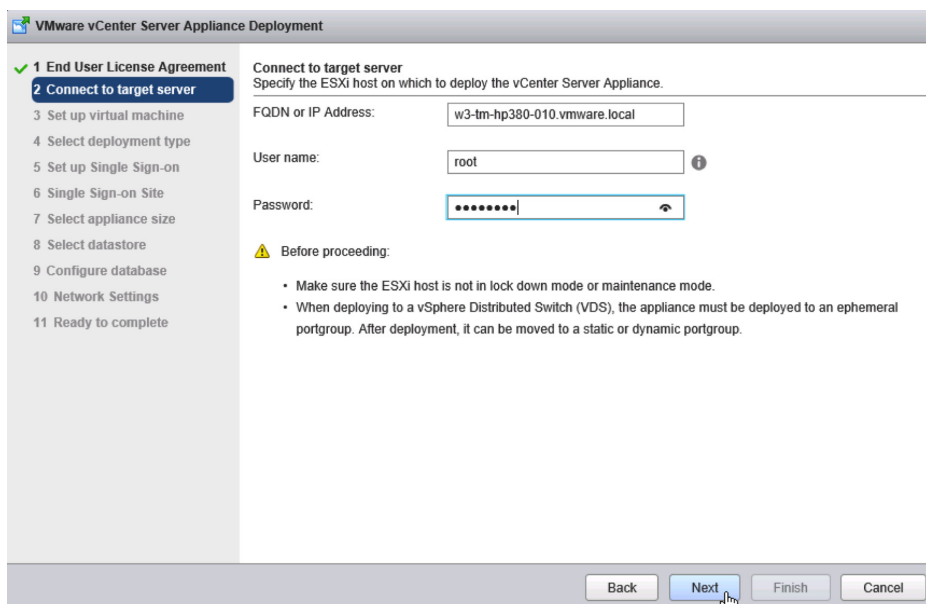 VMware vCenter Server Appliance Deployment
1 End User License Agreement
2 Connect to target server
3 Set up virtual machine
4 Select deployment type
5 Set up Single Sign-on
6 Single Sign-on Site
7 Select appliance size
8 Select datastore
9 Configure database
10 Network Settings
11 Ready to complete
Connect to target server
Specify the ESXi host on which to deploy the vCenter Server Appliance.
FQDN or IP Address: w3-tm-hp380-010.vmware.local
User name: root
Password: ••••••••
Before proceeding:
• Make sure the ESXi host is not in lock down mode or maintenance mode.
• When deploying to a vSphere Distributed Switch (VDS), the appliance must be deployed to an ephemeral
portgroup. After deployment, it can be moved to a static or dynamic portgroup.
Back Next Finish Cancel